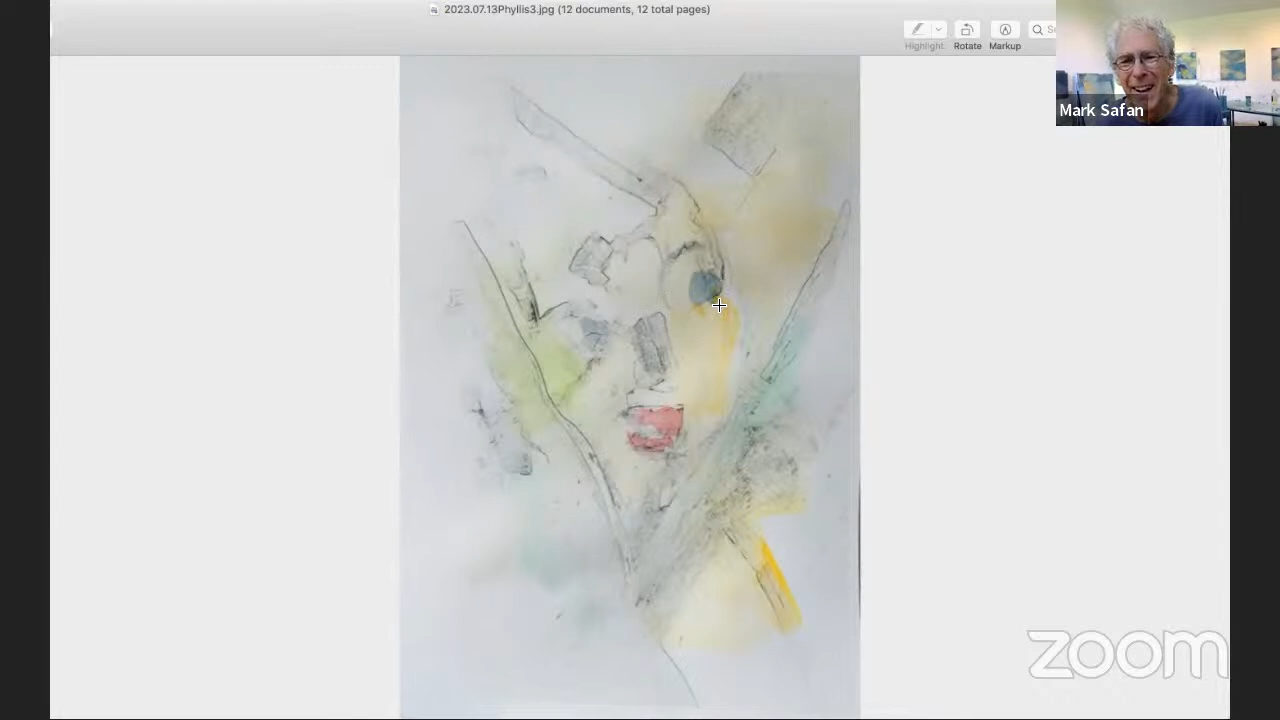 2023.07.13Phyllis3.jpg (12 documents, 12 total pages)
Highlight
Rotate
Markup
Mark Safan
zoom